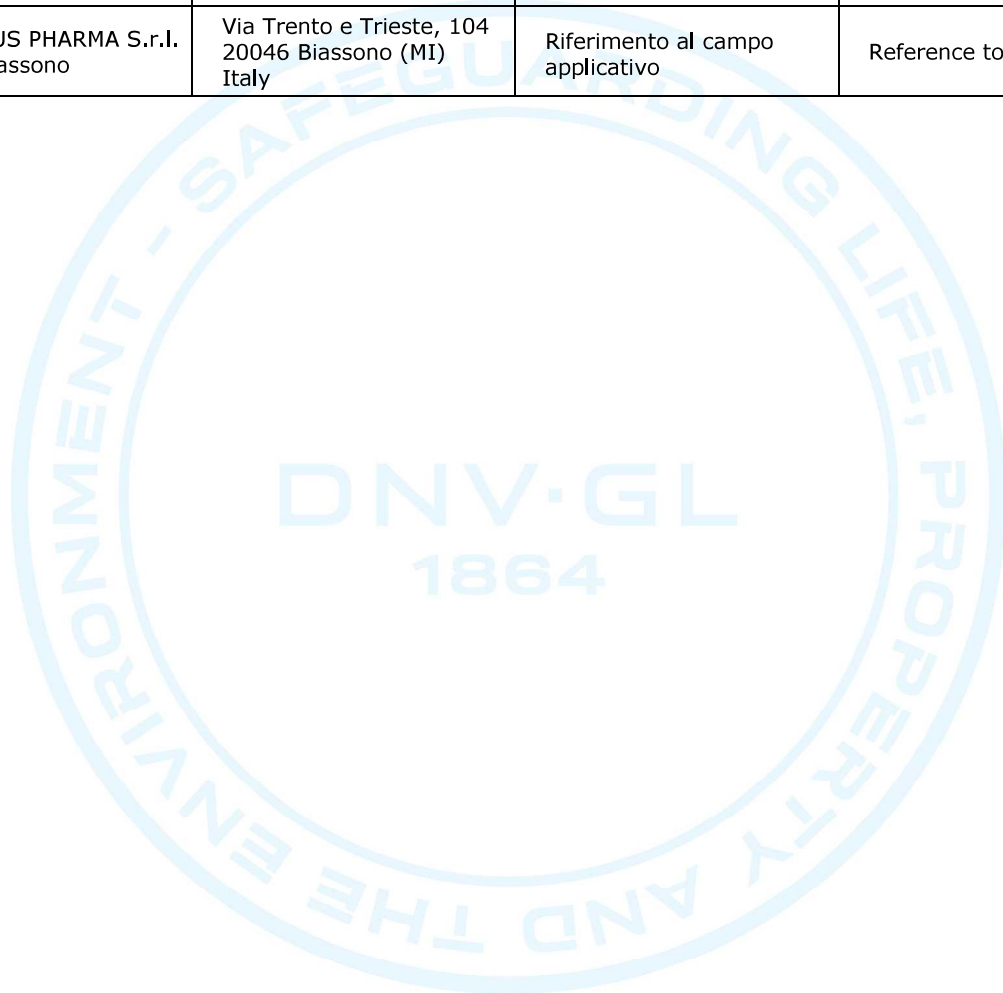 US PHARMA S.r.l.
assono
Via Trento e Trieste, 104
20046 Biassono (MI)
Italy
Riferimento al campo
applicativo
Reference to
SAFEGUARDING LIFE, PROPERTY AND THE ENVIRONMENT -
DNV·GL
1864